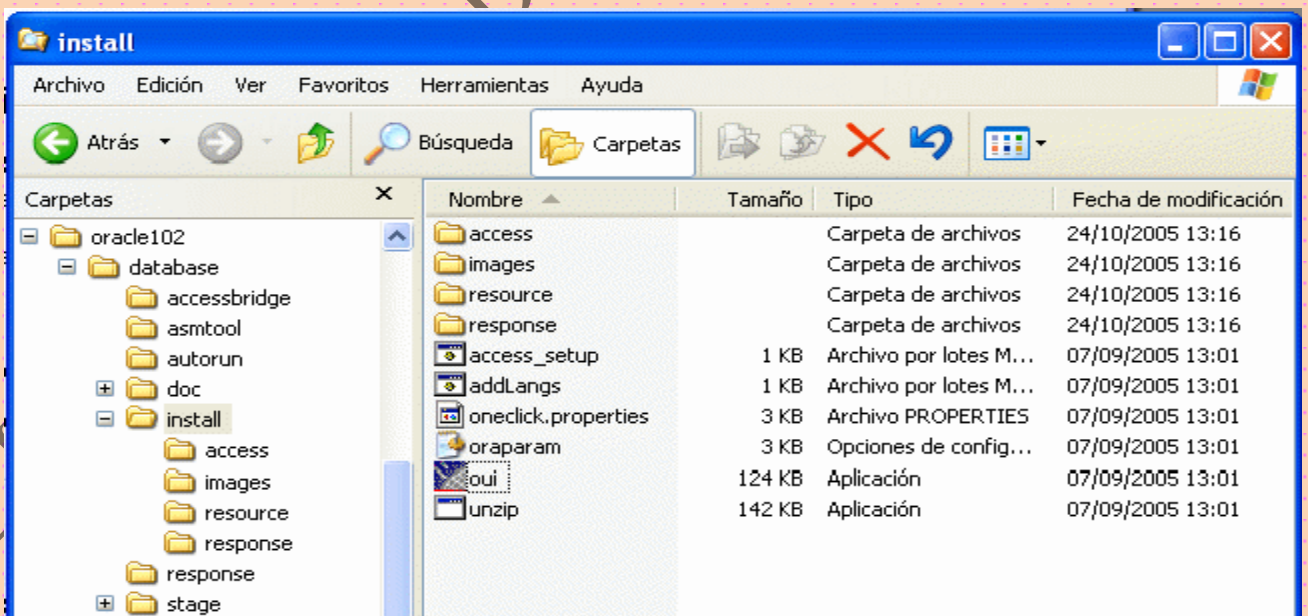 install
Archivo Edición Ver Favoritos Herramientas Ayuda
Atrás Búsqueda Carpetas
Carpetas
oracle102
database
accessbridge
asmtool
autorun
doc
install
access
images
resource
response
response
stage
Nombre Tamaño Tipo Fecha de modificación
access Carpeta de archivos 24/10/2005 13:16
images Carpeta de archivos 24/10/2005 13:16
resource Carpeta de archivos 24/10/2005 13:16
response Carpeta de archivos 24/10/2005 13:16
access_setup 1 KB Archivo por lotes M... 07/09/2005 13:01
addLangs 1 KB Archivo por lotes M... 07/09/2005 13:01
oneclick.properties 3 KB Archivo PROPERTIES 07/09/2005 13:01
oraparam 3 KB Opciones de config... 07/09/2005 13:01
oui 124 KB Aplicación 07/09/2005 13:01
unzip 142 KB Aplicación 07/09/2005 13:01